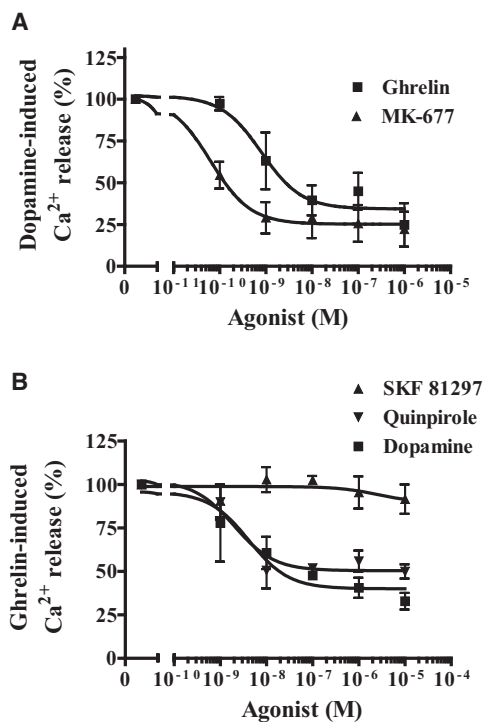 A
125
100
75
50
25
0
Dopamine-induced
Ca²⁺ release (%)
Ghrelin
MK-677
0 10⁻¹¹ 10⁻¹⁰ 10⁻⁹ 10⁻⁸ 10⁻⁷ 10⁻⁶ 10⁻⁵
Agonist (M)
B
SKF 81297
Quinpirole
Dopamine
125
100
75
50
25
0
Ghrelin-induced
Ca²⁺ release (%)
0 10⁻¹⁰ 10⁻⁹ 10⁻⁸ 10⁻⁷ 10⁻⁶ 10⁻⁵ 10⁻⁴
Agonist (M)